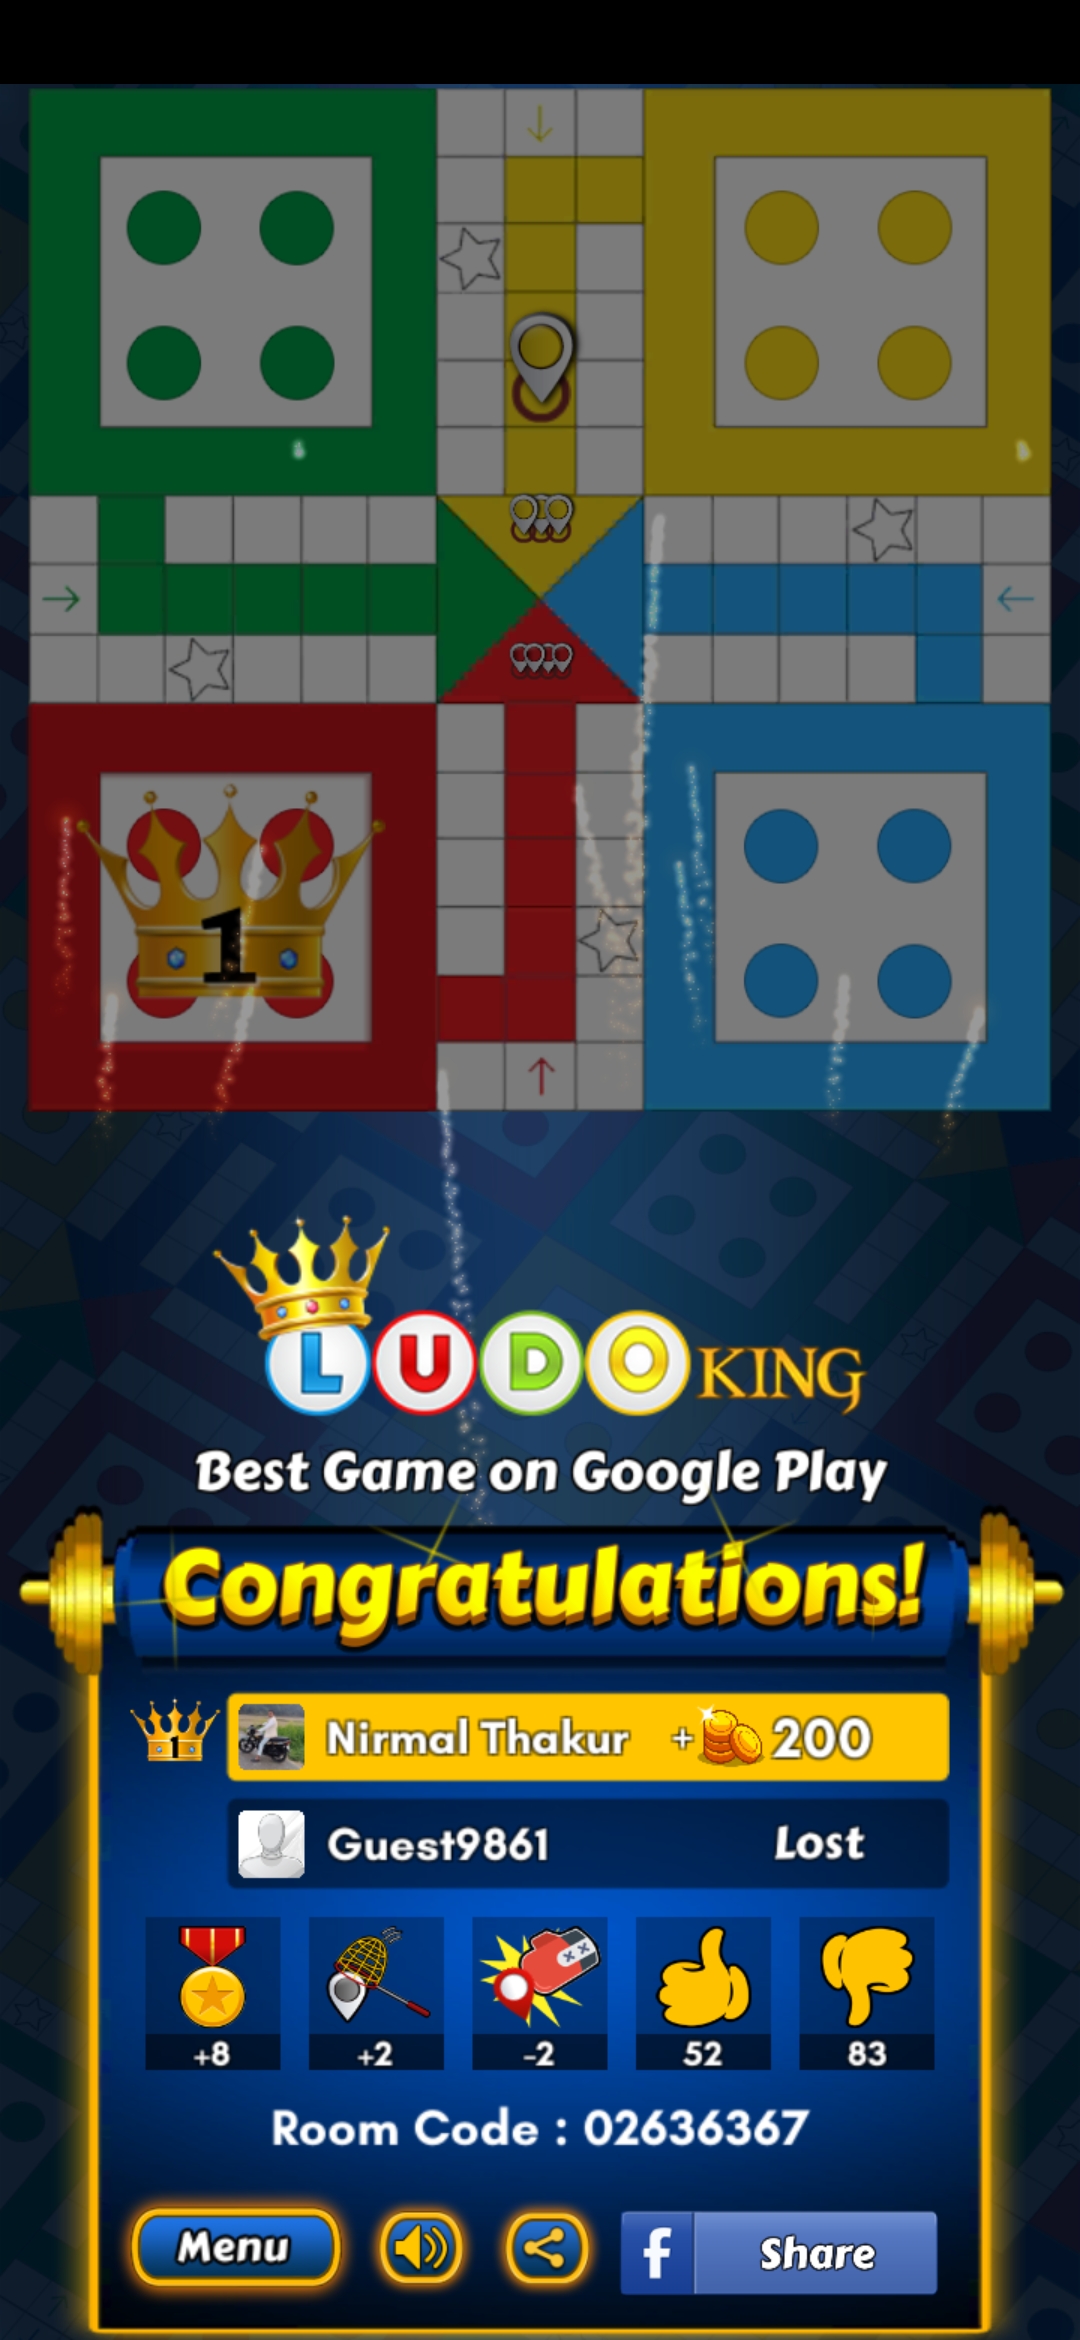 1
LUDO KING
Best Game on Google Play
Congratulations!
1 Nirmal Thakur + 200
Guest9861 Lost
+8 +2 -2 52 83
Room Code : 02636367
Menu f Share